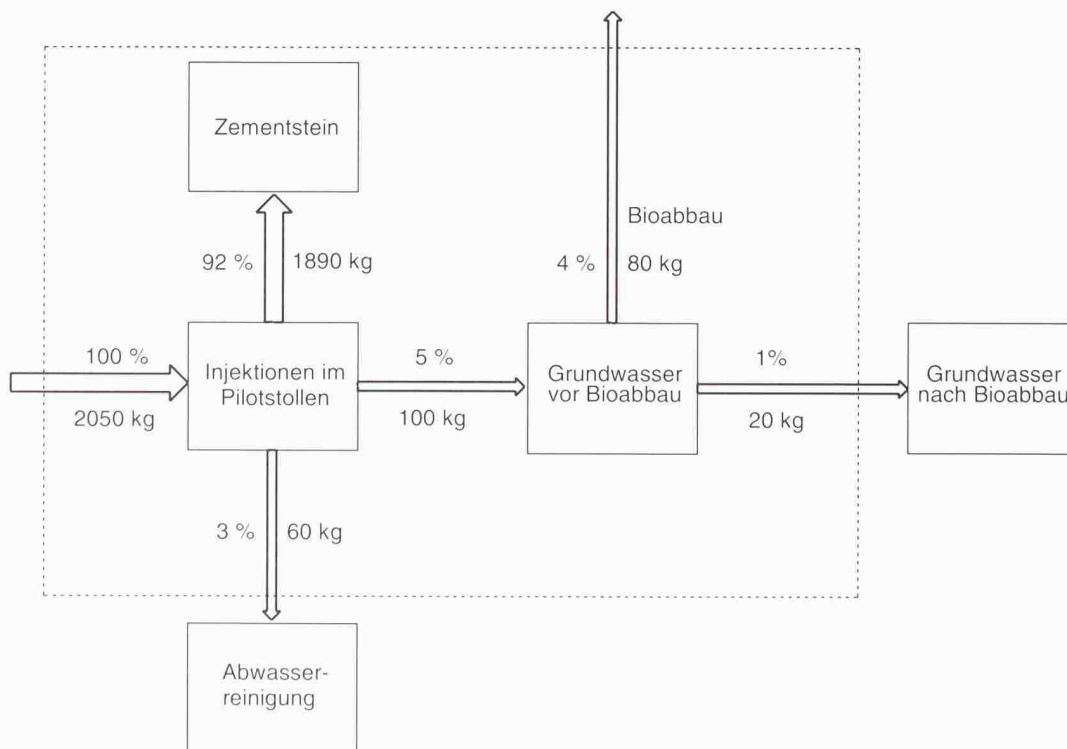 Zementstein
Bioabbau
92 %
1890 kg
4 %
80 kg
100 %
2050 kg
Injektionen im
Pilotstollen
5 %
100 kg
Grundwasser
vor Bioabbau
1%
20 kg
Grundwasser
nach Bioabbau
3 %
60 kg
Abwasser-
reinigung